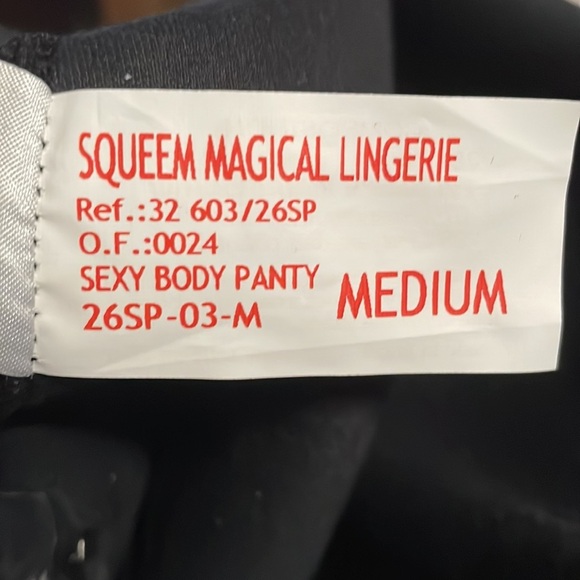 SQUEEM MAGICAL LINGERIE
Ref.:32 603/26SP
O.F.:0024
SEXY BODY PANTY
26SP-03-M
MEDIUM